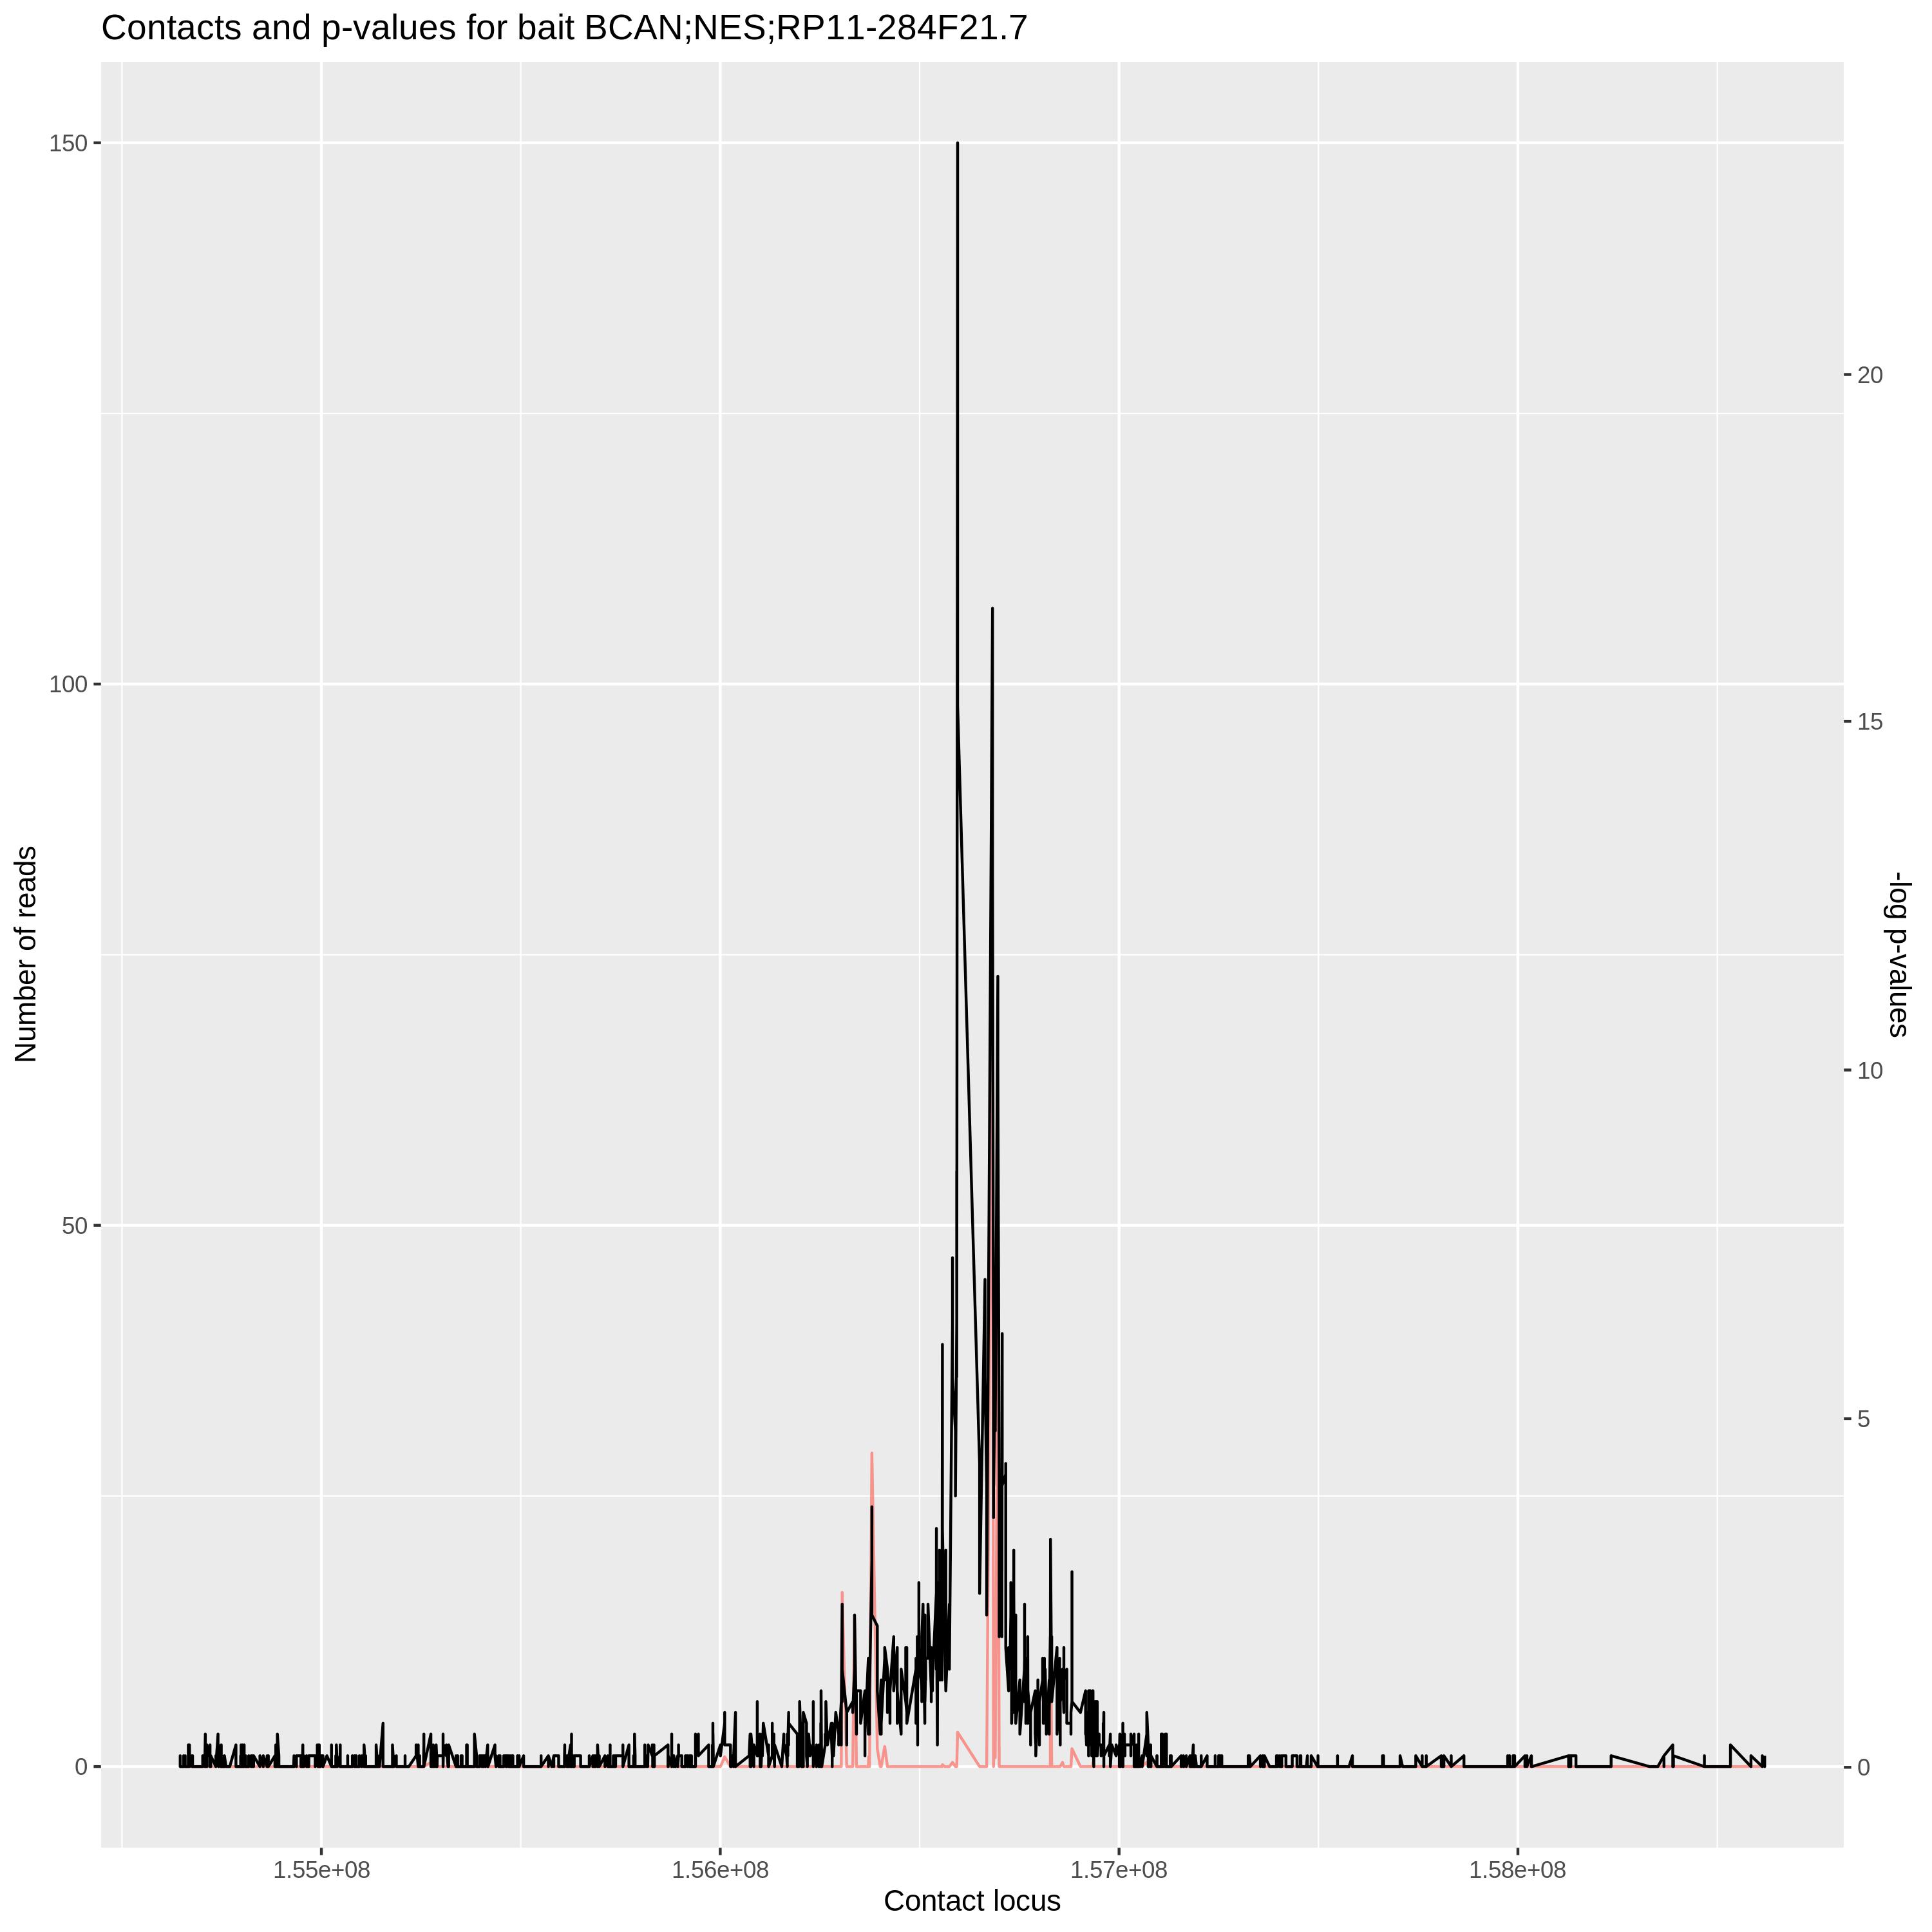 Contacts and p-values for bait BCAN;NES;RP11-284F21.7
150
100
50
0
20
15
10
5
0
Number of reads
-log p-values
1.55e+08
1.56e+08
1.57e+08
1.58e+08
Contact locus